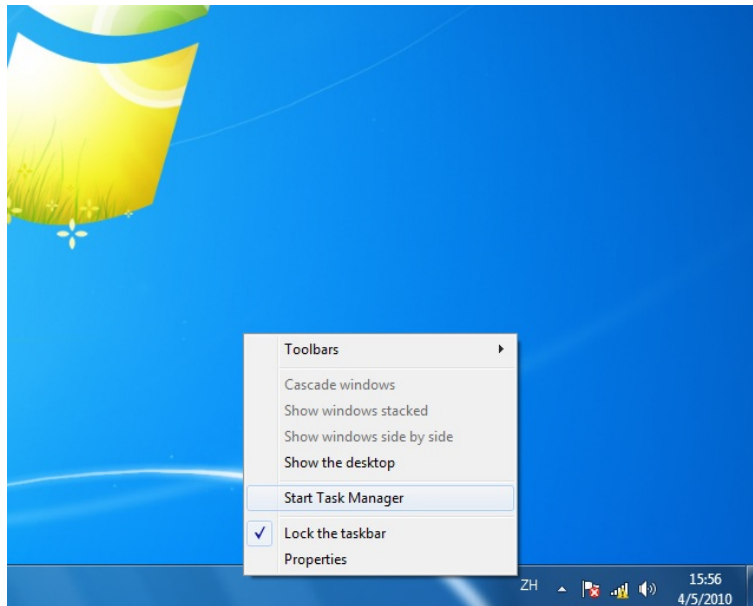 Toolbars
Cascade windows
Show windows stacked
Show windows side by side
Show the desktop
Start Task Manager
Lock the taskbar
Properties
ZH
15:56
4/5/2010